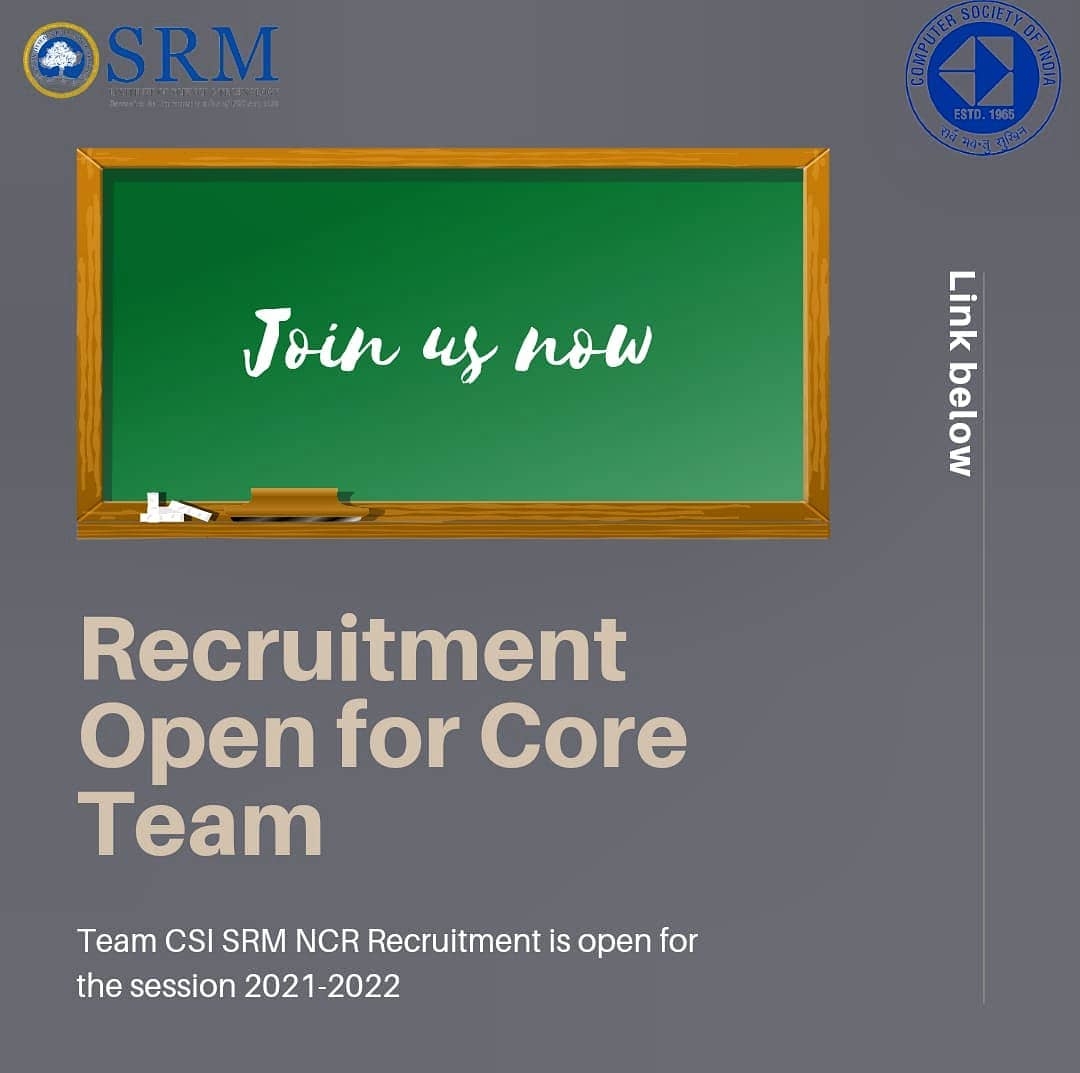 SRM
COMPUTER SOCIETY OF INDIA
ESTD. 1965
Join us now
Link below
Recruitment
Open for Core
Team
Team CSI SRM NCR Recruitment is open for
the session 2021-2022